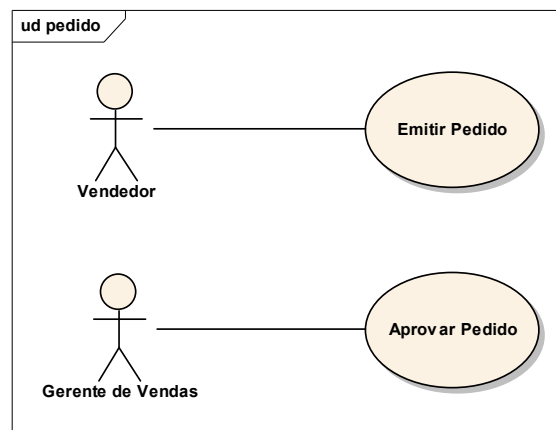 ud pedido
Emitir Pedido
Vendedor
Aprovar Pedido
Gerente de Vendas